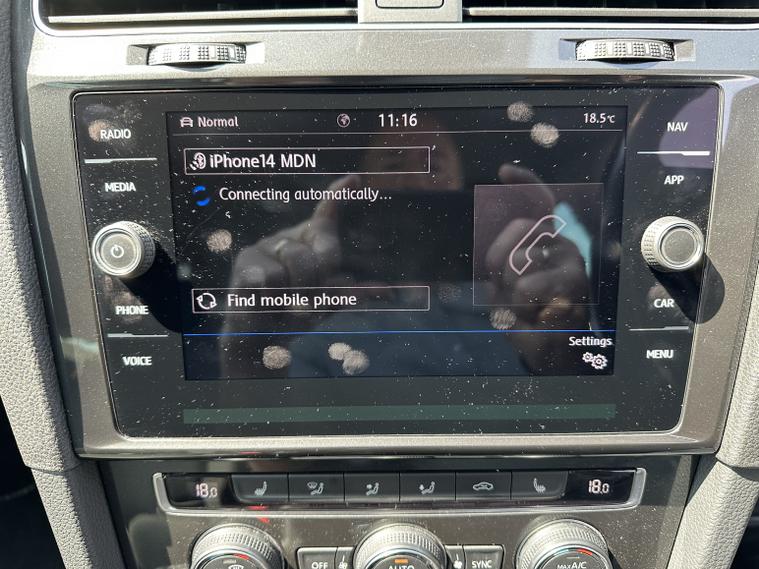 Normal
11:16
18.5°C
RADIO
MEDIA
PHONE
VOICE
iPhone14 MDN
Connecting automatically...
Find mobile phone
Settings
NAV
APP
CAR
MENU
18.0
18.0
OFF
AUTO
SYNC
MAX A/C